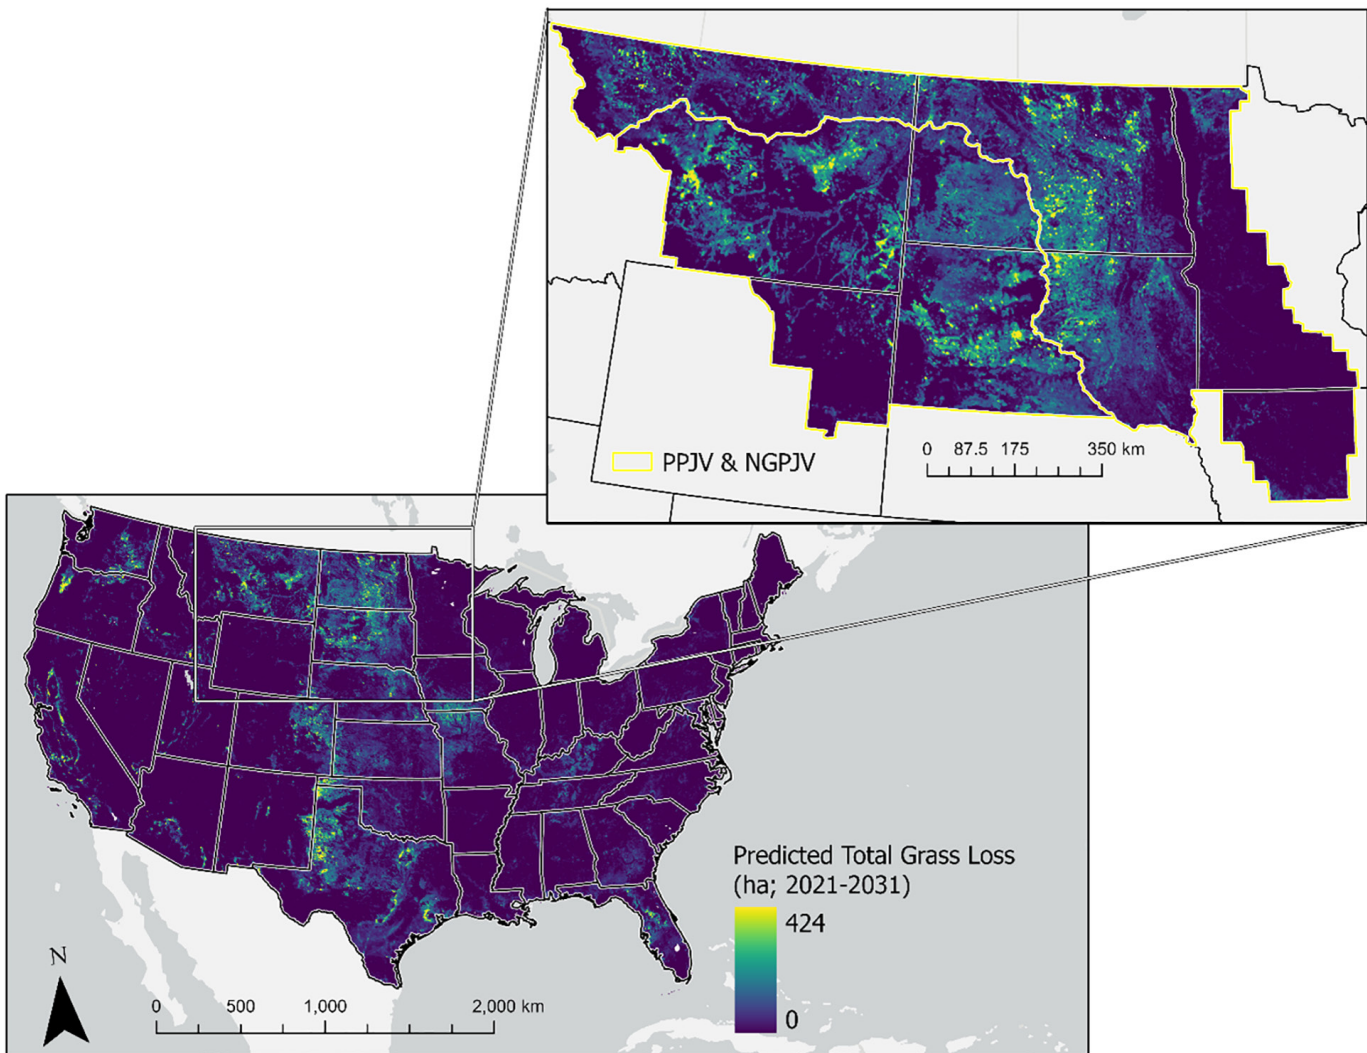 PPJV & NGPJV
0 87.5 175 350 km
Predicted Total Grass Loss
(ha; 2021-2031)
424
0
N
0 500 1,000 2,000 km